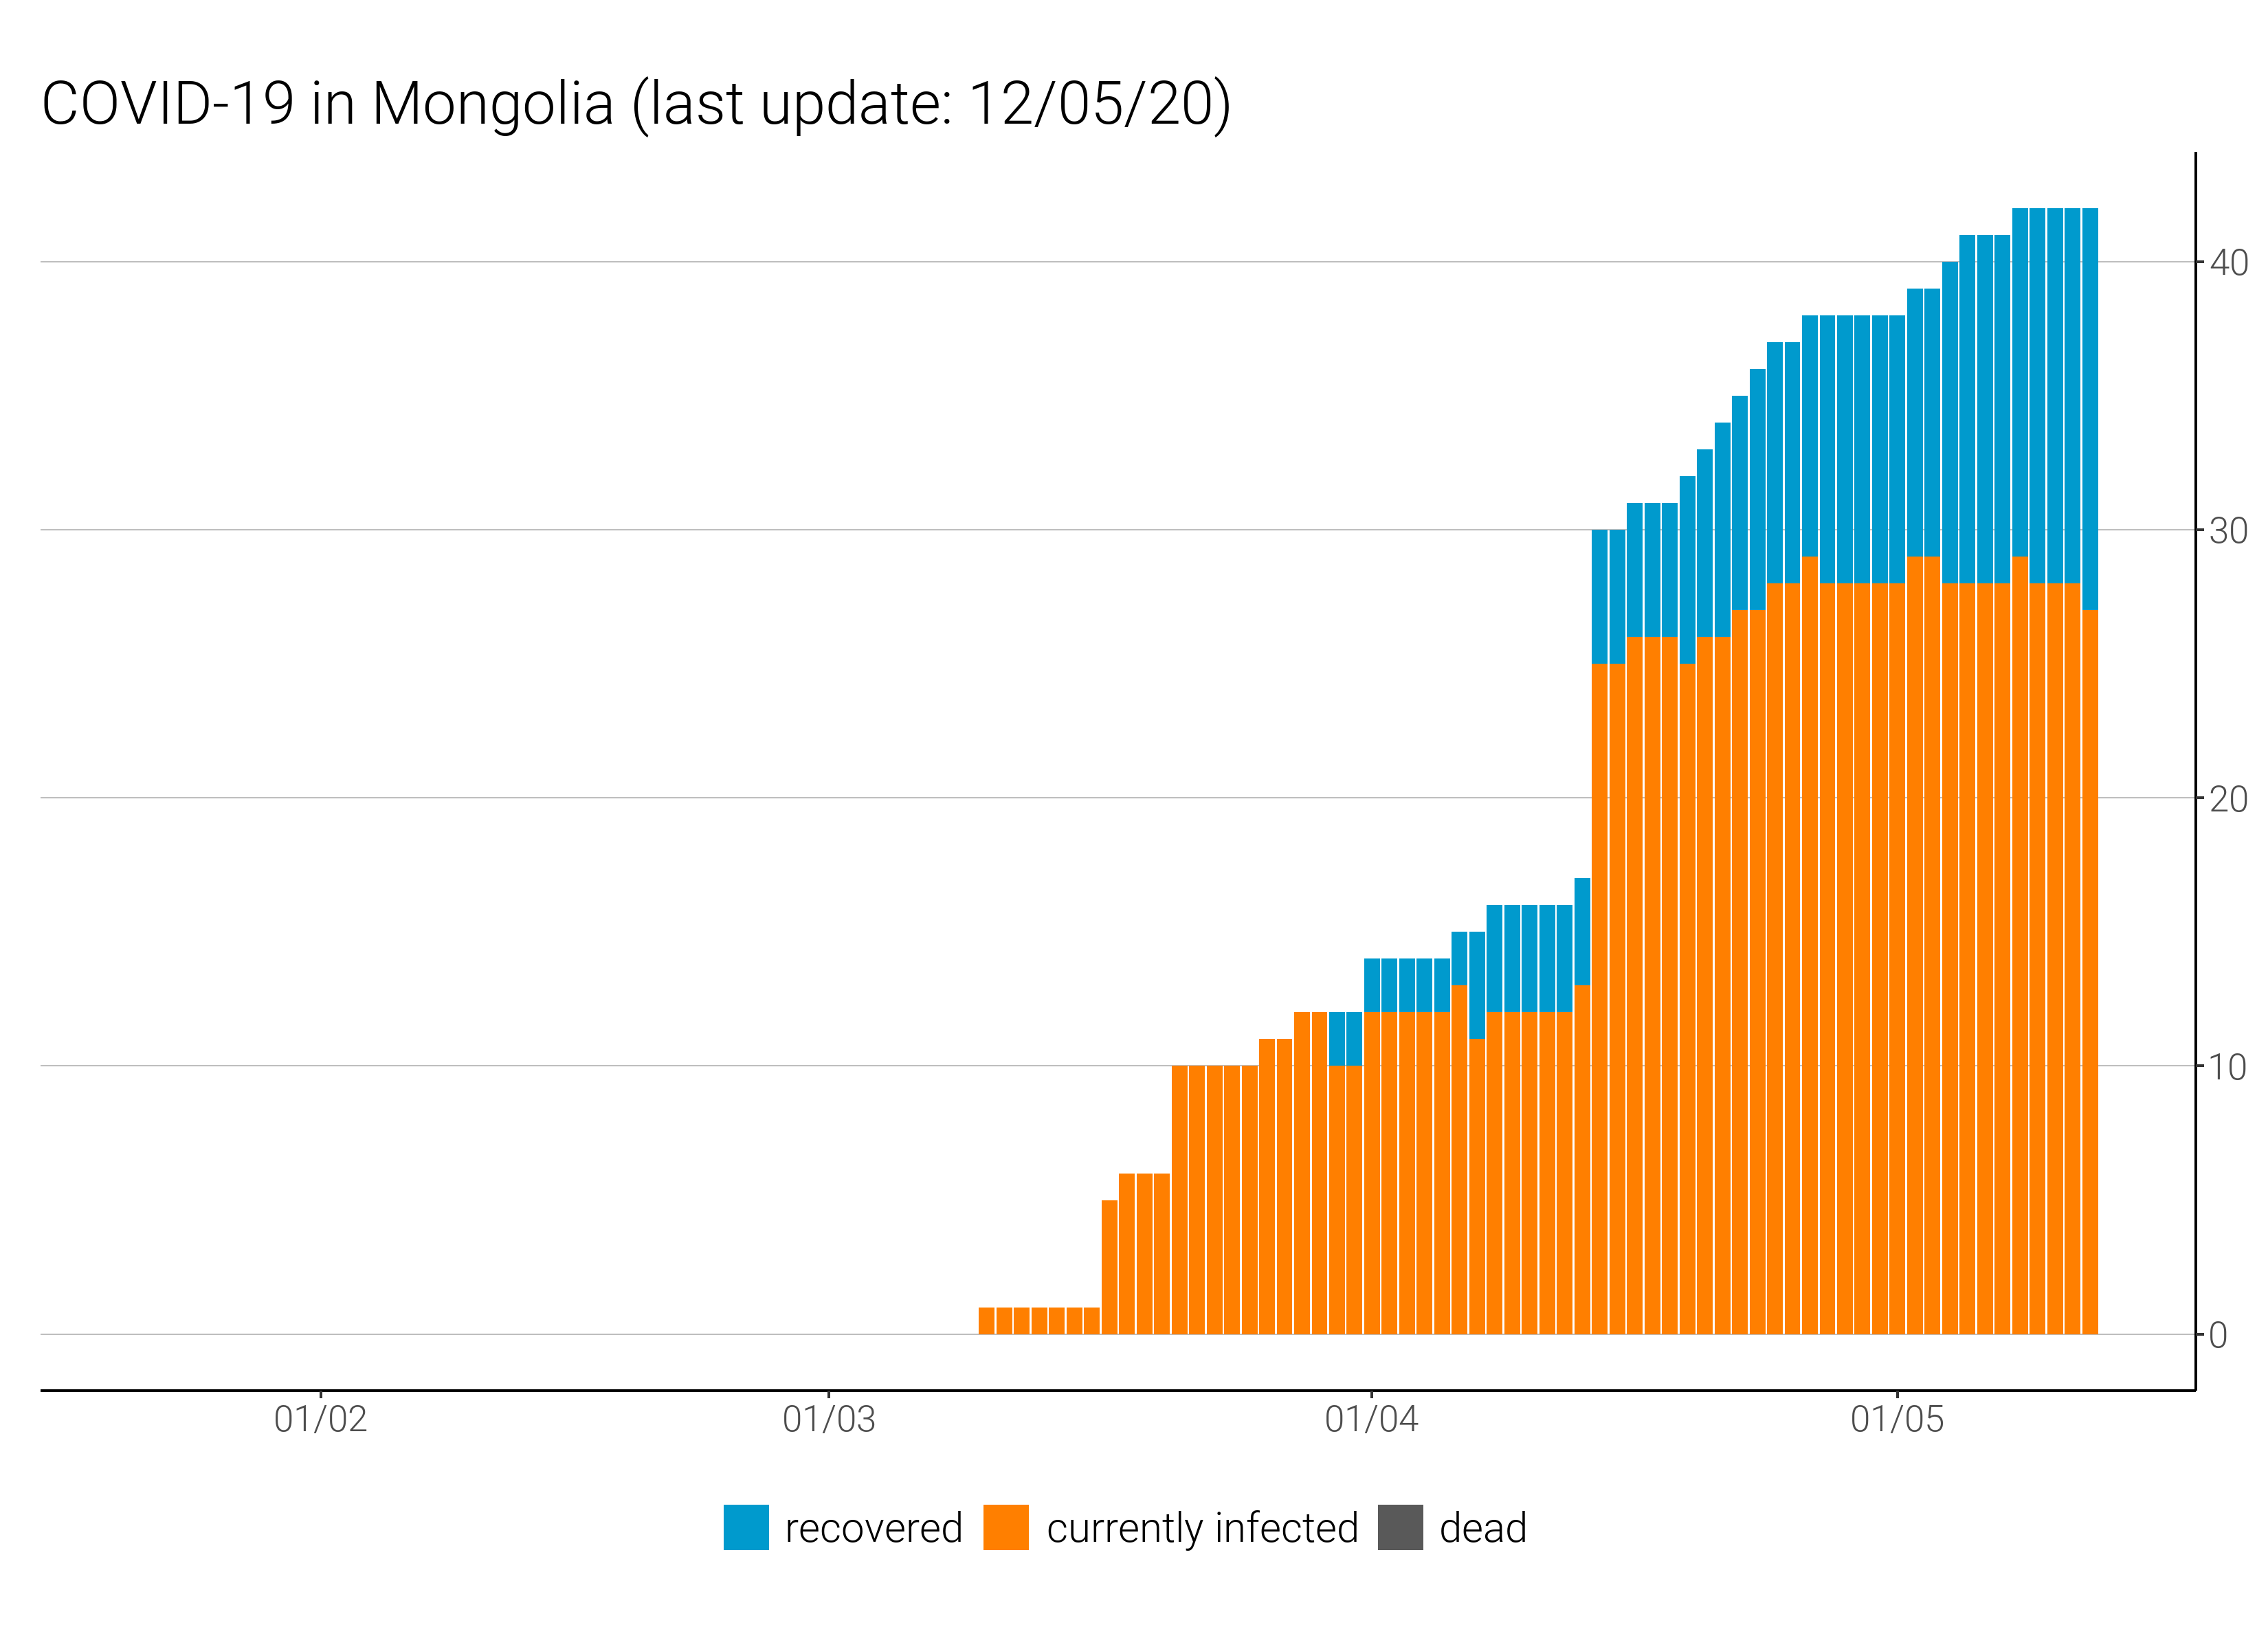 COVID-19 in Mongolia (last update: 12/05/20)
40
30
20
10
0
01/02 01/03 01/04 01/05
recovered currently infected dead